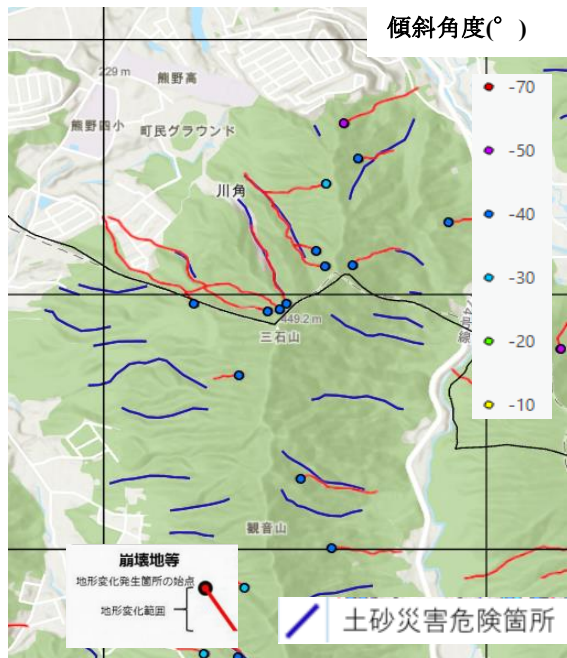 傾斜角度(°)
-70
-50
-40
-30
-20
-10
229 m
熊野高
熊野四小
町民グラウンド
川角
449.2 m
三石山
号線
観音山
崩壊地等
地形変化発生箇所の始点
地形変化範囲
土砂災害危険箇所